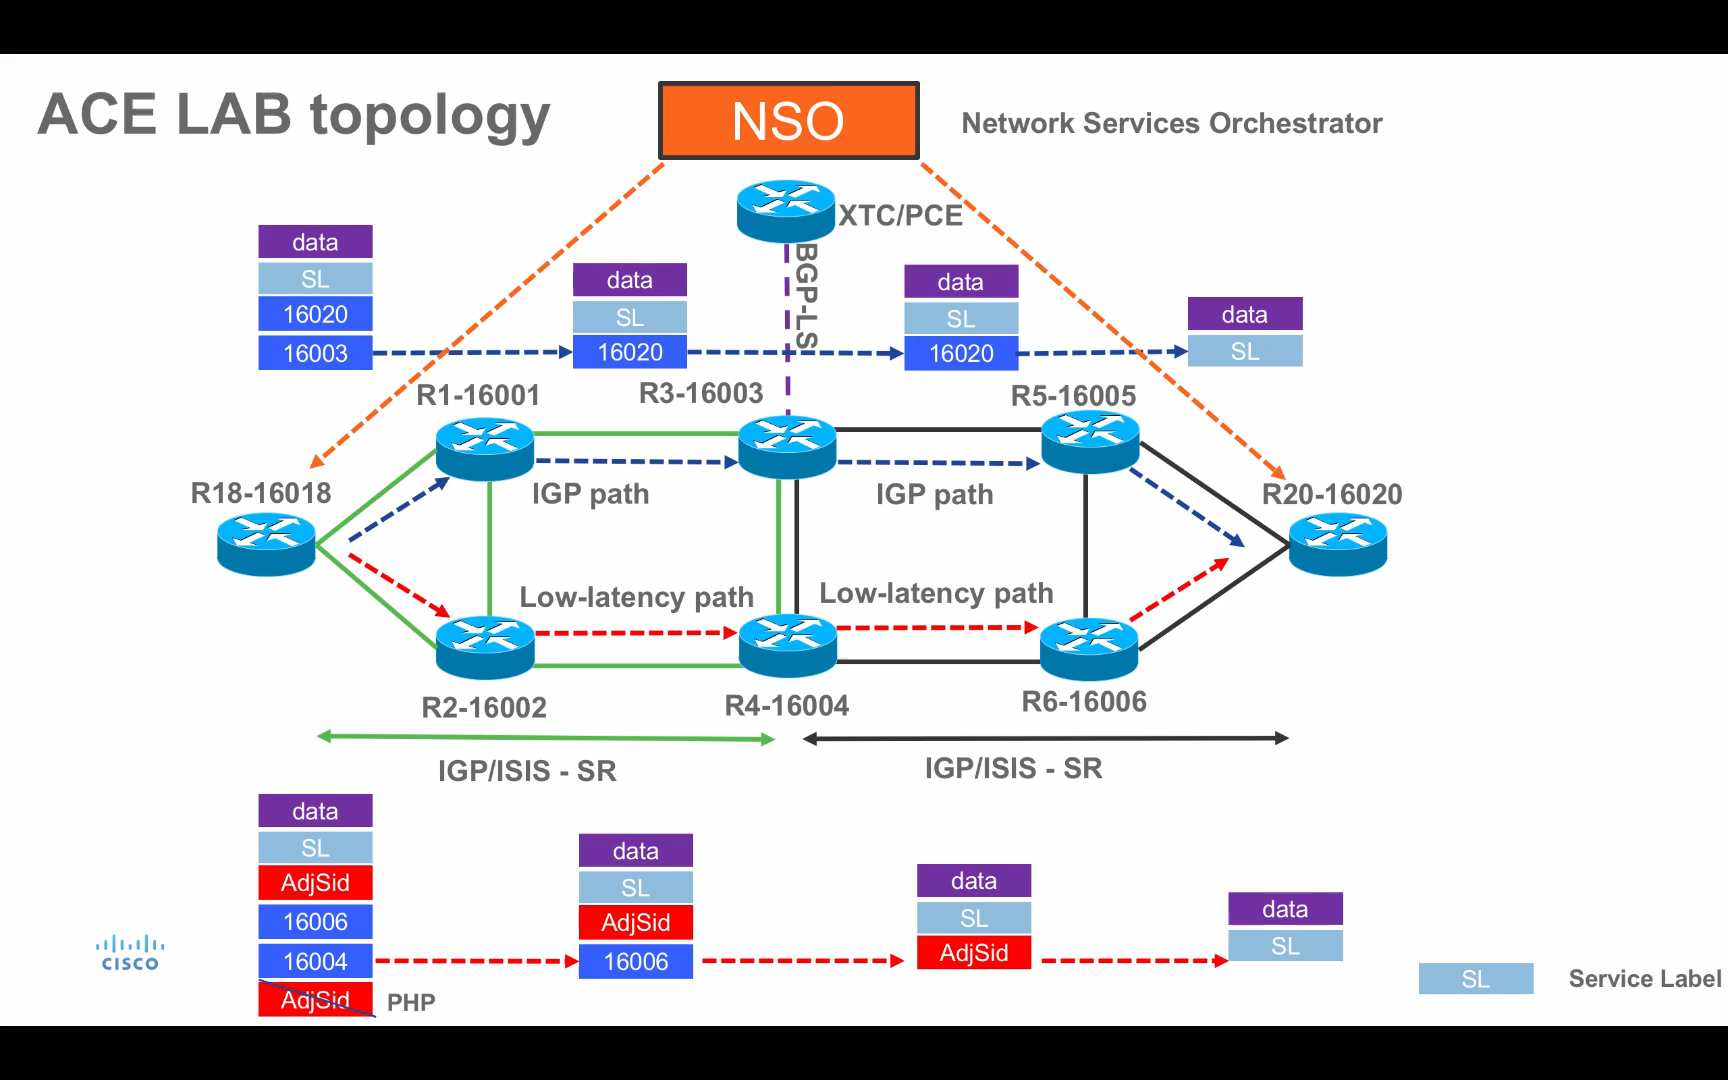 ACE LAB topology
NSO
Network Services Orchestrator
XTC/PCE
BGP-LS
data
SL
16020
16003
data
SL
16020
data
SL
16020
data
SL
R1-16001
R3-16003
R5-16005
R18-16018
IGP path
IGP path
R20-16020
Low-latency path
Low-latency path
R2-16002
R4-16004
R6-16006
IGP/ISIS - SR
IGP/ISIS - SR
data
SL
AdjSid
16006
16004
AdjSid
PHP
data
SL
AdjSid
16006
data
SL
AdjSid
data
SL
CISCO
SL
Service Label